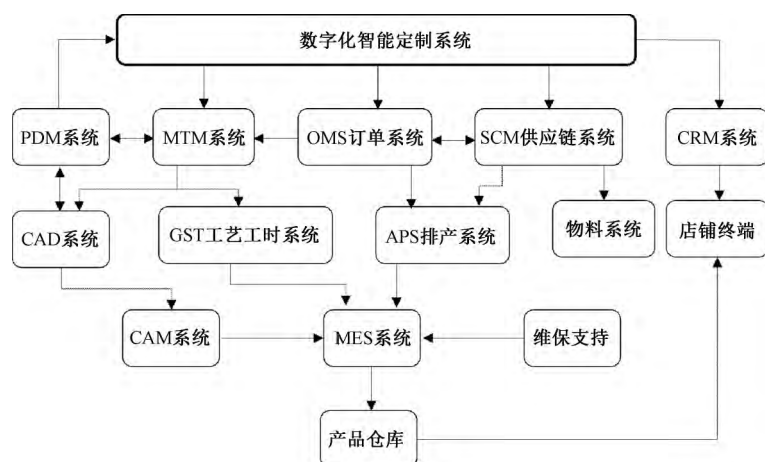 数字化智能定制系统
PDM系统
MTM系统
OMS订单系统
SCM供应链系统
CRM系统
CAD系统
GST工艺工时系统
APS排产系统
物料系统
店铺终端
CAM系统
MES系统
维保支持
产品仓库